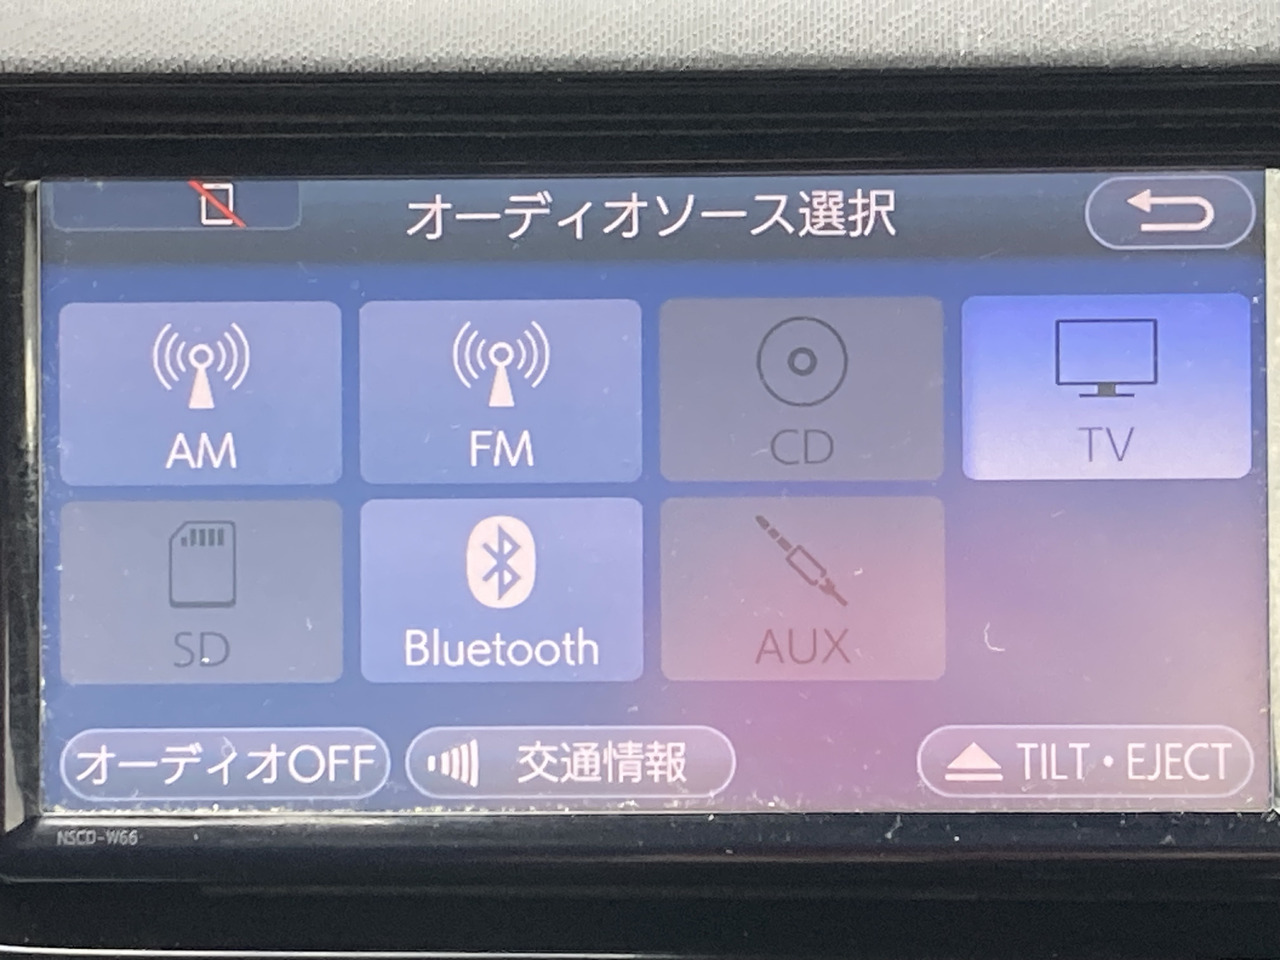 オーディオソース選択
AM
FM
CD
TV
SD
Bluetooth
AUX
オーディオOFF
交通情報
TILT・EJECT
NSCD-W66